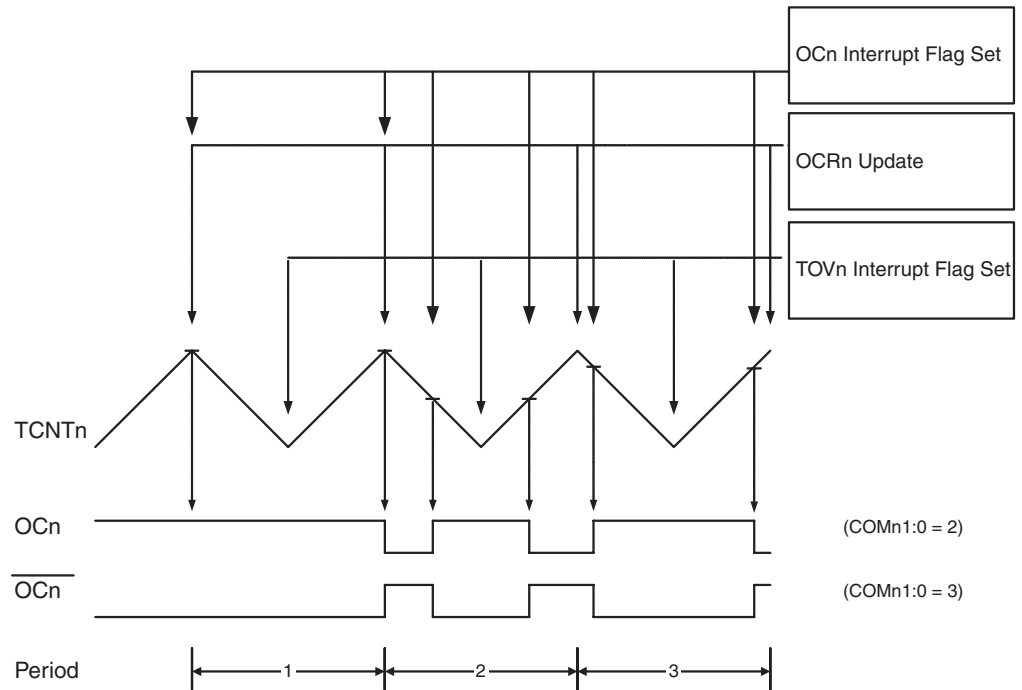 OCn Interrupt Flag Set
OCRn Update
TOVn Interrupt Flag Set
TCNTn
OCn
(COMn1:0 = 2)
OCn
(COMn1:0 = 3)
Period
1
2
3